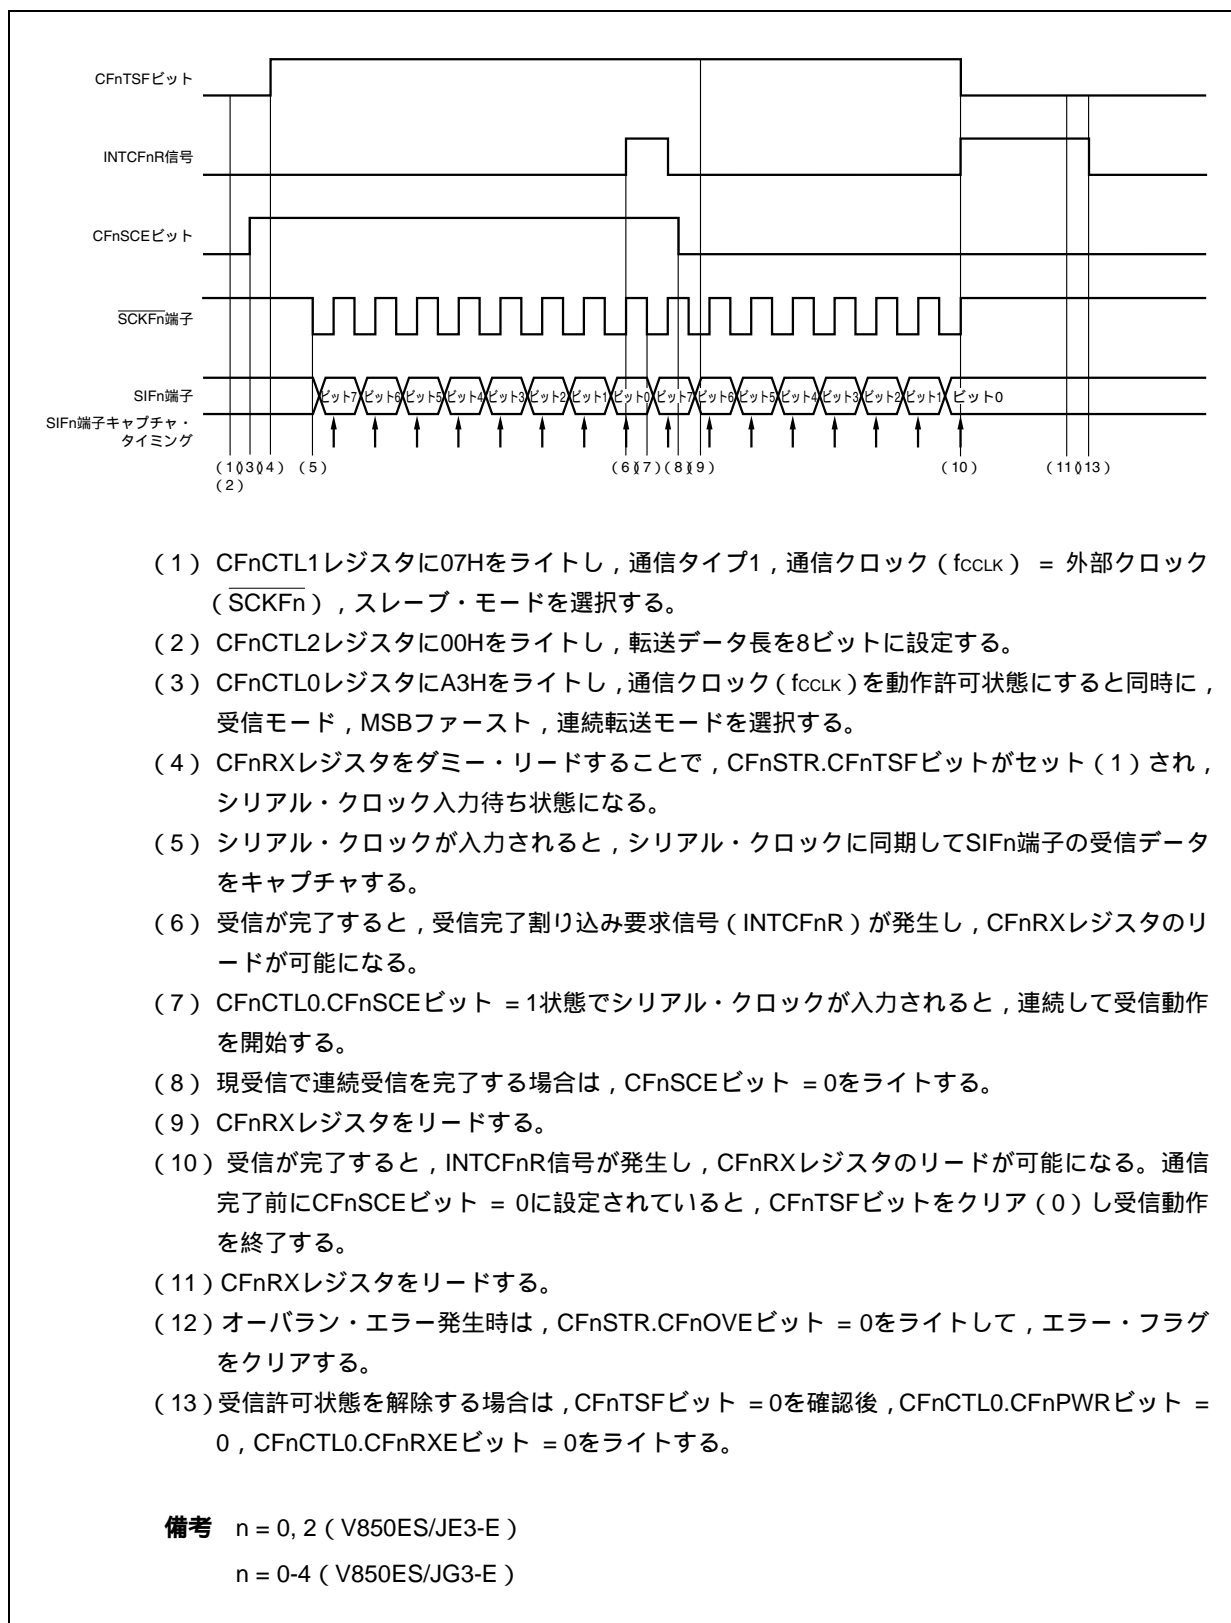 CFnTSFビット
INTCFnR信号
CFnSCEビット
SCKFn端子
SIFn端子
ビット7 ビット6 ビット5 ビット4 ビット3 ビット2 ビット1 ビット0 ビット7 ビット6 ビット5 ビット4 ビット3 ビット2 ビット1 ビット0
SIFn端子キャプチャ・
タイミング
(1)(3)(4) (5) (6)(7)(8)(9) (10) (11)(13)
(2)
(1) CFnCTL1レジスタに07Hをライトし,通信タイプ1,通信クロック(fCCLK) = 外部クロック
(SCKFn),スレーブ・モードを選択する。
(2) CFnCTL2レジスタに00Hをライトし,転送データ長を8ビットに設定する。
(3) CFnCTL0レジスタにA3Hをライトし,通信クロック(fCCLK)を動作許可状態にすると同時に,
受信モード,MSBファースト,連続転送モードを選択する。
(4) CFnRXレジスタをダミー・リードすることで,CFnSTR.CFnTSFビットがセット(1)され,
シリアル・クロック入力待ち状態になる。
(5) シリアル・クロックが入力されると,シリアル・クロックに同期してSIFn端子の受信データ
をキャプチャする。
(6) 受信が完了すると,受信完了割り込み要求信号(INTCFnR)が発生し,CFnRXレジスタのリ
ードが可能になる。
(7) CFnCTL0.CFnSCEビット = 1状態でシリアル・クロックが入力されると,連続して受信動作
を開始する。
(8) 現受信で連続受信を完了する場合は,CFnSCEビット = 0をライトする。
(9) CFnRXレジスタをリードする。
(10) 受信が完了すると,INTCFnR信号が発生し,CFnRXレジスタのリードが可能になる。通信
完了前にCFnSCEビット = 0に設定されていると,CFnTSFビットをクリア(0)し受信動作
を終了する。
(11) CFnRXレジスタをリードする。
(12) オーバラン・エラー発生時は,CFnSTR.CFnOVEビット = 0をライトして,エラー・フラグ
をクリアする。
(13) 受信許可状態を解除する場合は,CFnTSFビット = 0を確認後,CFnCTL0.CFnPWRビット =
0,CFnCTL0.CFnRXEビット = 0をライトする。
備考 n = 0, 2(V850ES/JE3-E)
n = 0-4(V850ES/JG3-E)